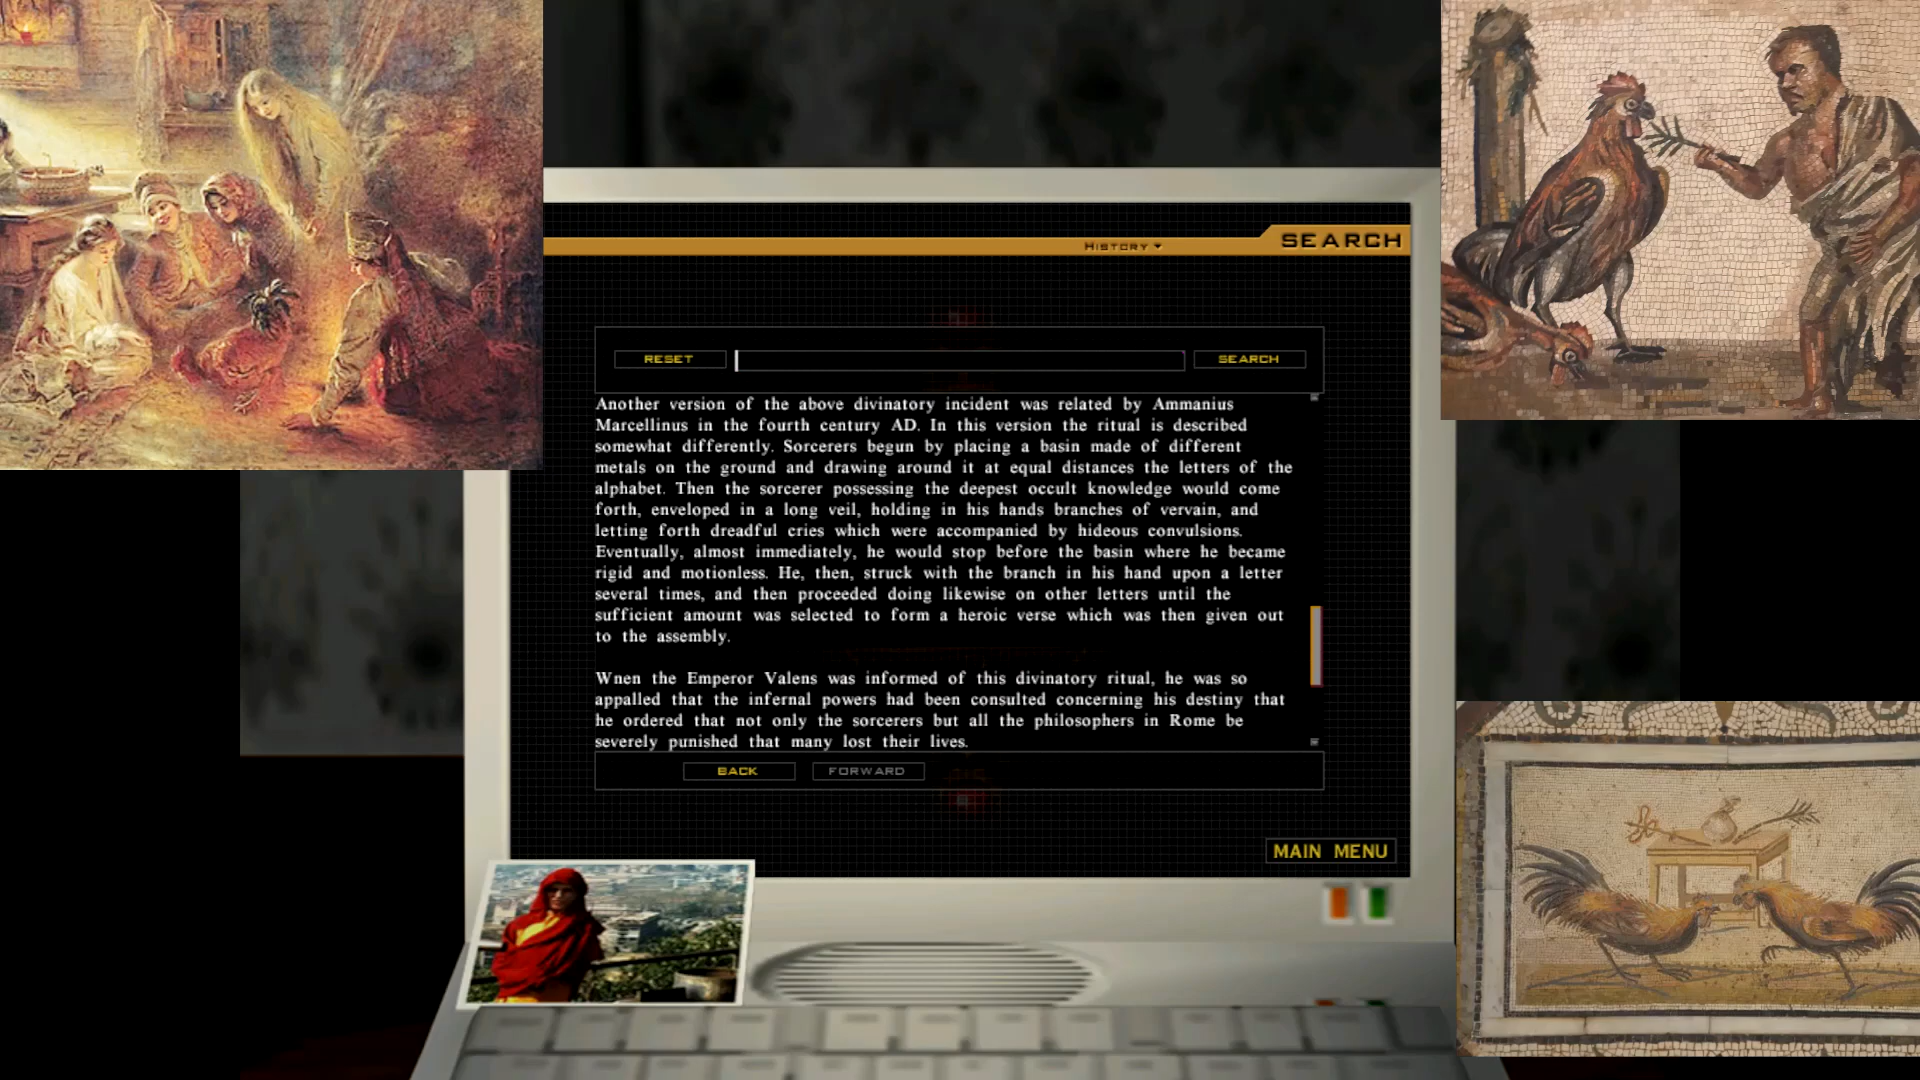 HISTORY ▾
SEARCH
RESET
SEARCH
Another version of the above divinatory incident was related by Ammanius
Marcellinus in the fourth century AD. In this version the ritual is described
somewhat differently. Sorcerers begun by placing a basin made of different
metals on the ground and drawing around it at equal distances the letters of the
alphabet. Then the sorcerer possessing the deepest occult knowledge would come
forth, enveloped in a long veil, holding in his hands branches of vervain, and
letting forth dreadful cries which were accompanied by hideous convulsions.
Eventually, almost immediately, he would stop before the basin where he became
rigid and motionless. He, then, struck with the branch in his hand upon a letter
several times, and then proceeded doing likewise on other letters until the
sufficient amount was selected to form a heroic verse which was then given out
to the assembly.
Wnen the Emperor Valens was informed of this divinatory ritual, he was so
appalled that the infernal powers had been consulted concerning his destiny that
he ordered that not only the sorcerers but all the philosophers in Rome be
severely punished that many lost their lives.
BACK
FORWARD
MAIN MENU